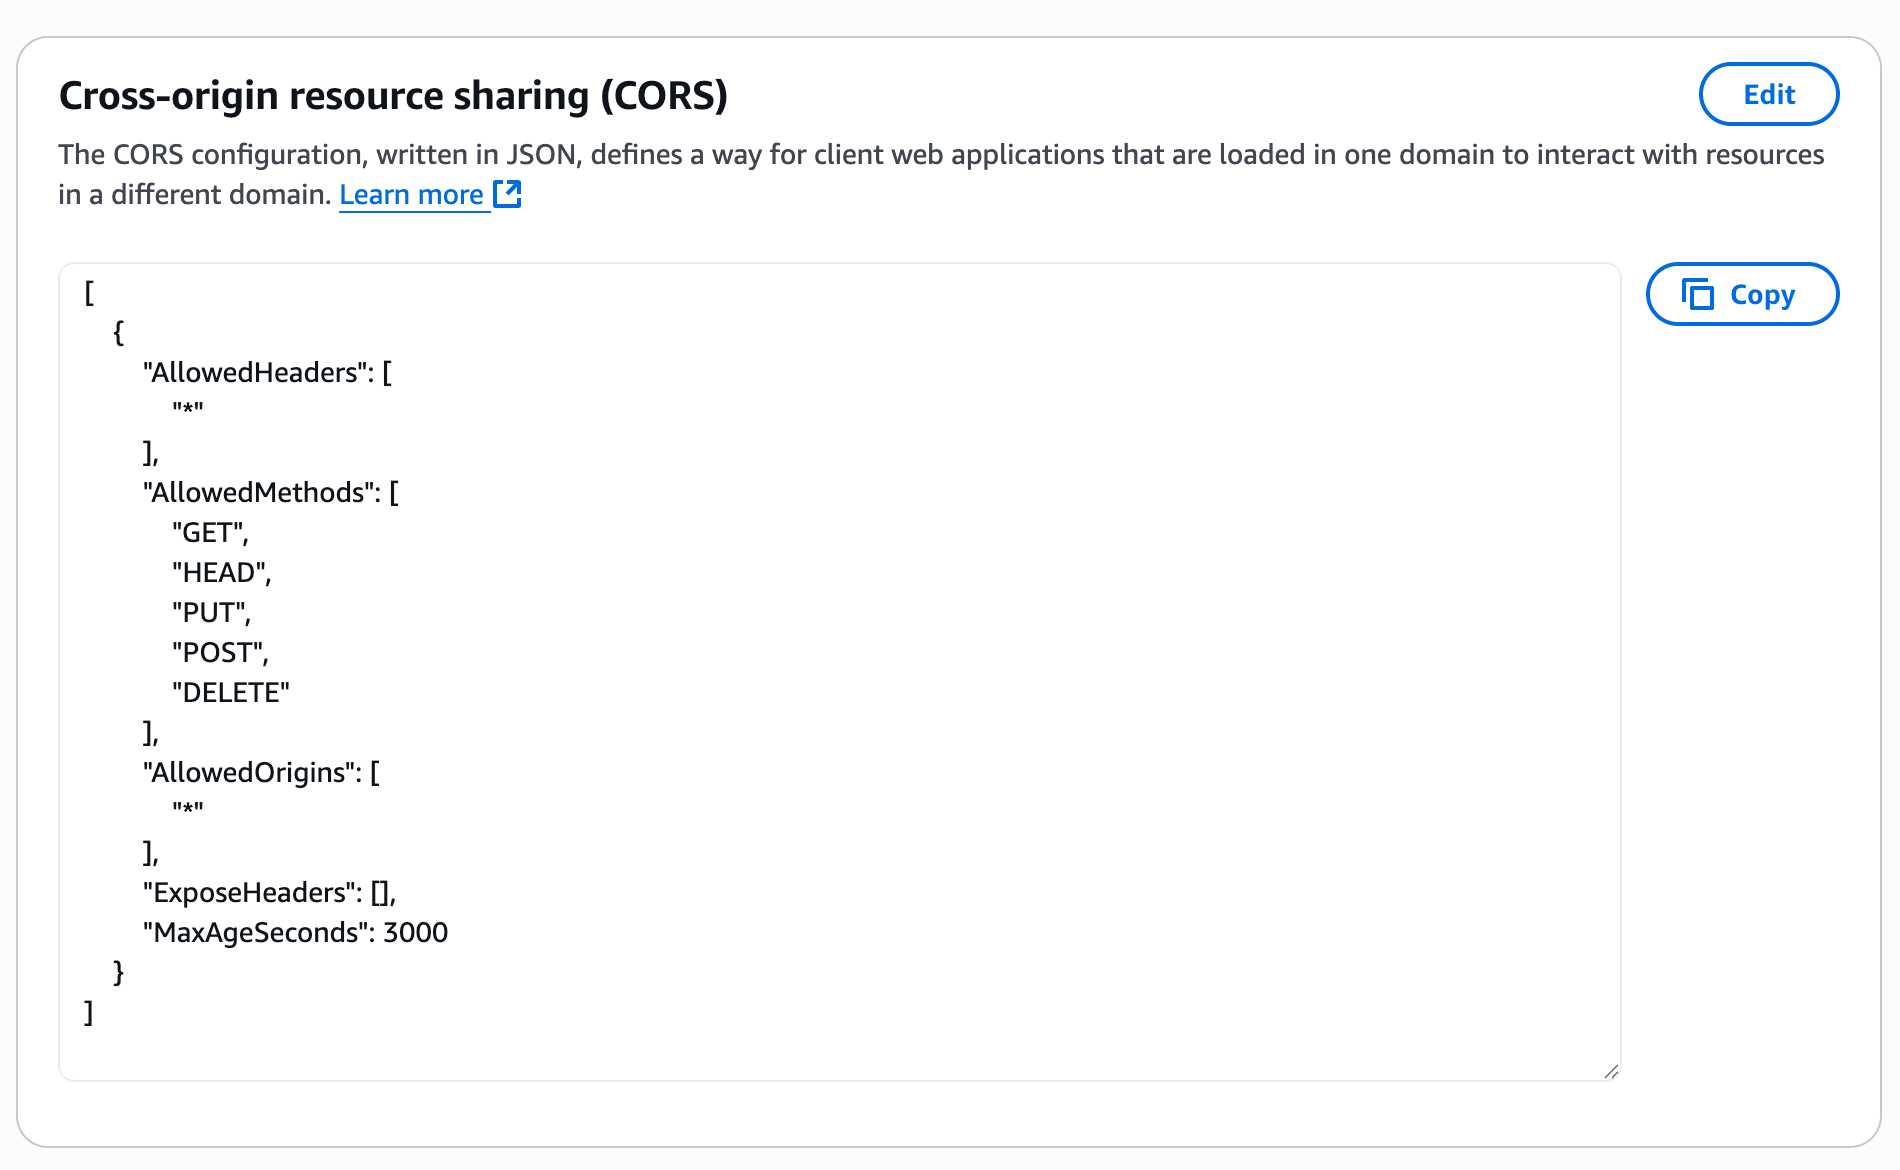 Cross-origin resource sharing (CORS)
Edit
The CORS configuration, written in JSON, defines a way for client web applications that are loaded in one domain to interact with resources
in a different domain. Learn more
Copy
[
    {
        "AllowedHeaders": [
            "*"
        ],
        "AllowedMethods": [
            "GET",
            "HEAD",
            "PUT",
            "POST",
            "DELETE"
        ],
        "AllowedOrigins": [
            "*"
        ],
        "ExposeHeaders": [],
        "MaxAgeSeconds": 3000
    }
]